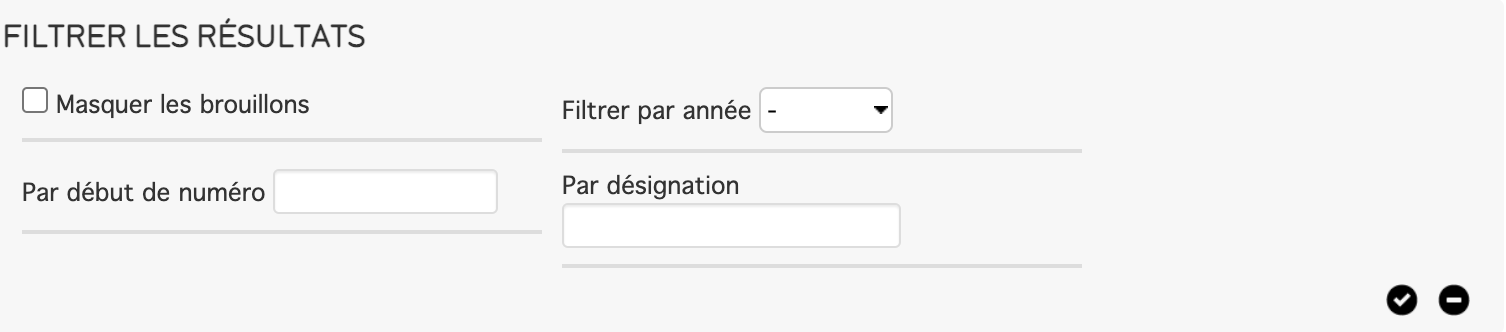 FILTRER LES RÉSULTATS
Masquer les brouillons
Filtrer par année -
Par début de numéro
Par désignation